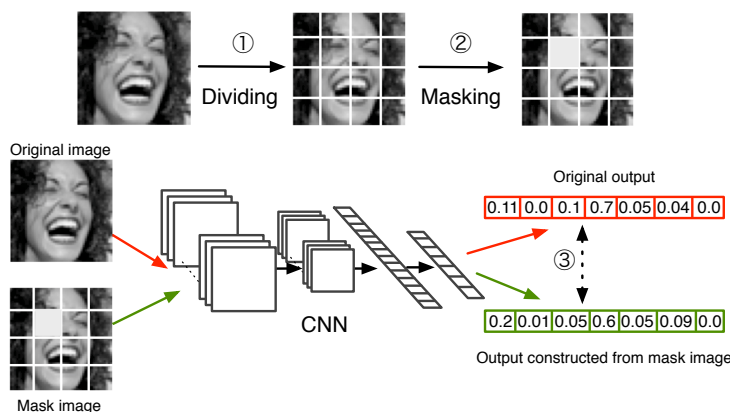 ①
②
Dividing
Masking
Original image
Original output
0.11 0.0 0.1 0.7 0.05 0.04 0.0
③
CNN
0.2 0.01 0.05 0.6 0.05 0.09 0.0
Output constructed from mask image
Mask image